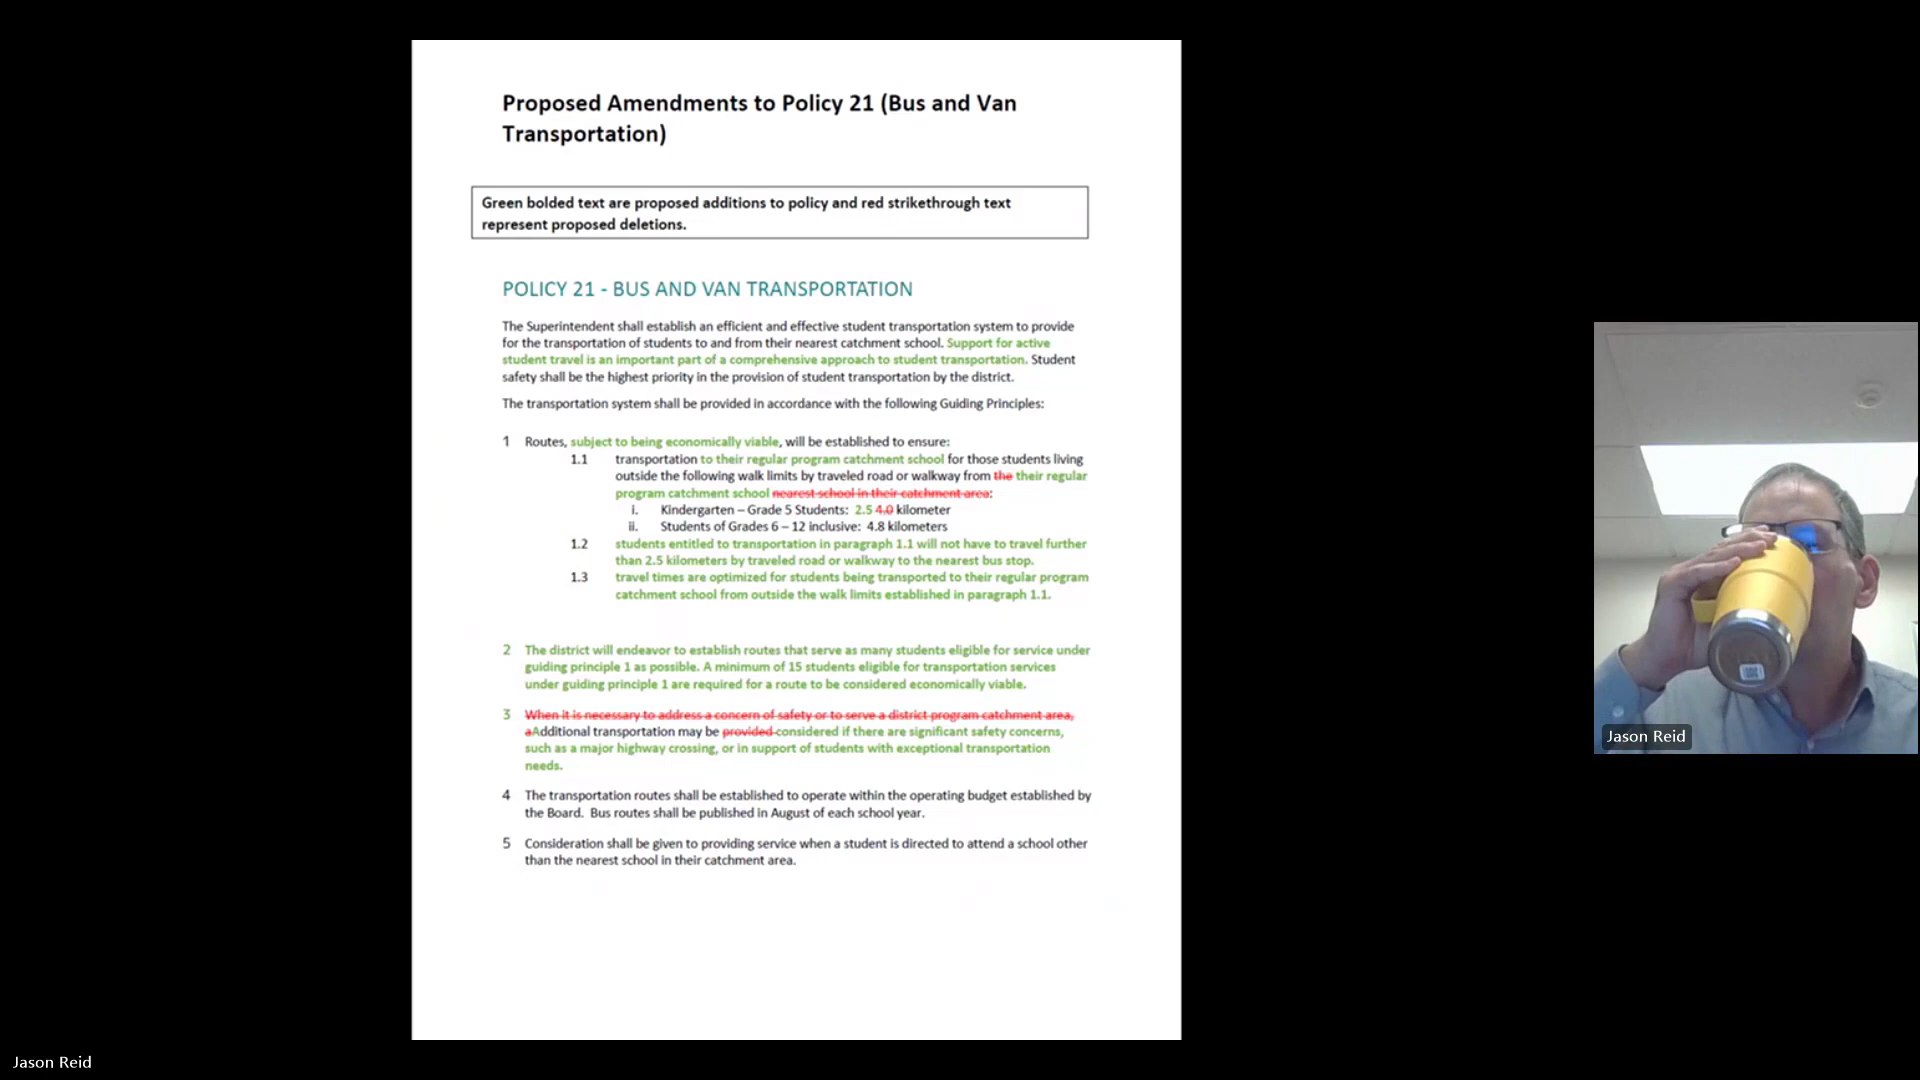 Proposed Amendments to Policy 21 (Bus and Van
Transportation)
Green bolded text are proposed additions to policy and red strikethrough text
represent proposed deletions.
POLICY 21 - BUS AND VAN TRANSPORTATION
The Superintendent shall establish an efficient and effective student transportation system to provide
for the transportation of students to and from their nearest catchment school. Support for active
student travel is an important part of a comprehensive approach to student transportation. Student
safety shall be the highest priority in the provision of student transportation by the district.
The transportation system shall be provided in accordance with the following Guiding Principles:
1 Routes, subject to being economically viable, will be established to ensure:
1.1 transportation to their regular program catchment school for those students living
outside the following walk limits by traveled road or walkway from the their regular
program catchment school nearest school in their catchment area:
i. Kindergarten – Grade 5 Students: 2.5 4.0 kilometer
ii. Students of Grades 6 – 12 inclusive: 4.8 kilometers
1.2 students entitled to transportation in paragraph 1.1 will not have to travel further
than 2.5 kilometers by traveled road or walkway to the nearest bus stop.
1.3 travel times are optimized for students being transported to their regular program
catchment school from outside the walk limits established in paragraph 1.1.
2 The district will endeavor to establish routes that serve as many students eligible for service under
guiding principle 1 as possible. A minimum of 15 students eligible for transportation services
under guiding principle 1 are required for a route to be considered economically viable.
3 When it is necessary to address a concern of safety or to serve a district program catchment area,
aAdditional transportation may be provided considered if there are significant safety concerns,
such as a major highway crossing, or in support of students with exceptional transportation
needs.
4 The transportation routes shall be established to operate within the operating budget established by
the Board. Bus routes shall be published in August of each school year.
5 Consideration shall be given to providing service when a student is directed to attend a school other
than the nearest school in their catchment area.
Jason Reid
Jason Reid